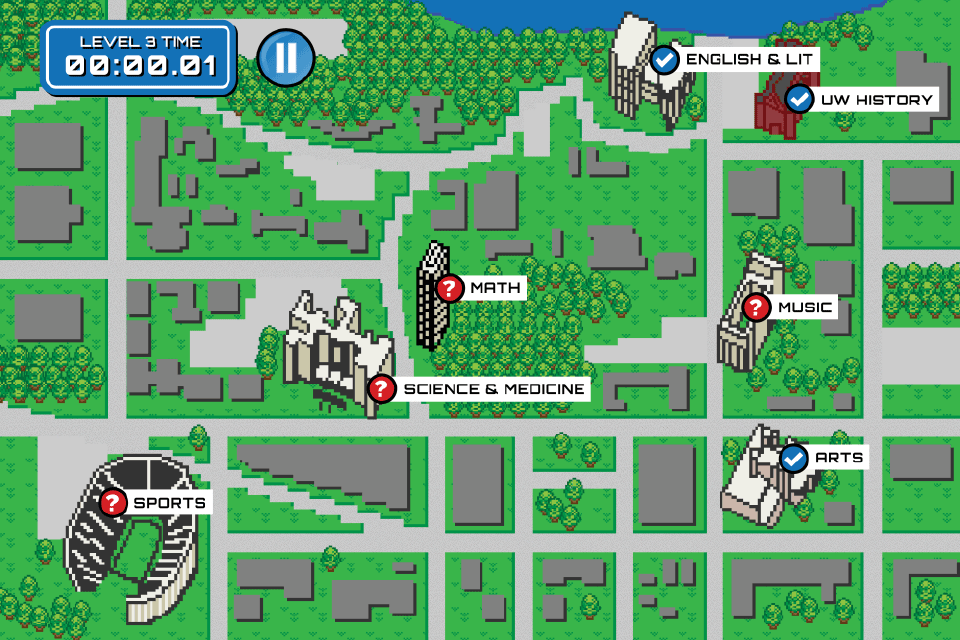 LEVEL 3 TIME
00:00.01
ENGLISH & LIT
UW HISTORY
? MATH
? MUSIC
? SCIENCE & MEDICINE
ARTS
? SPORTS